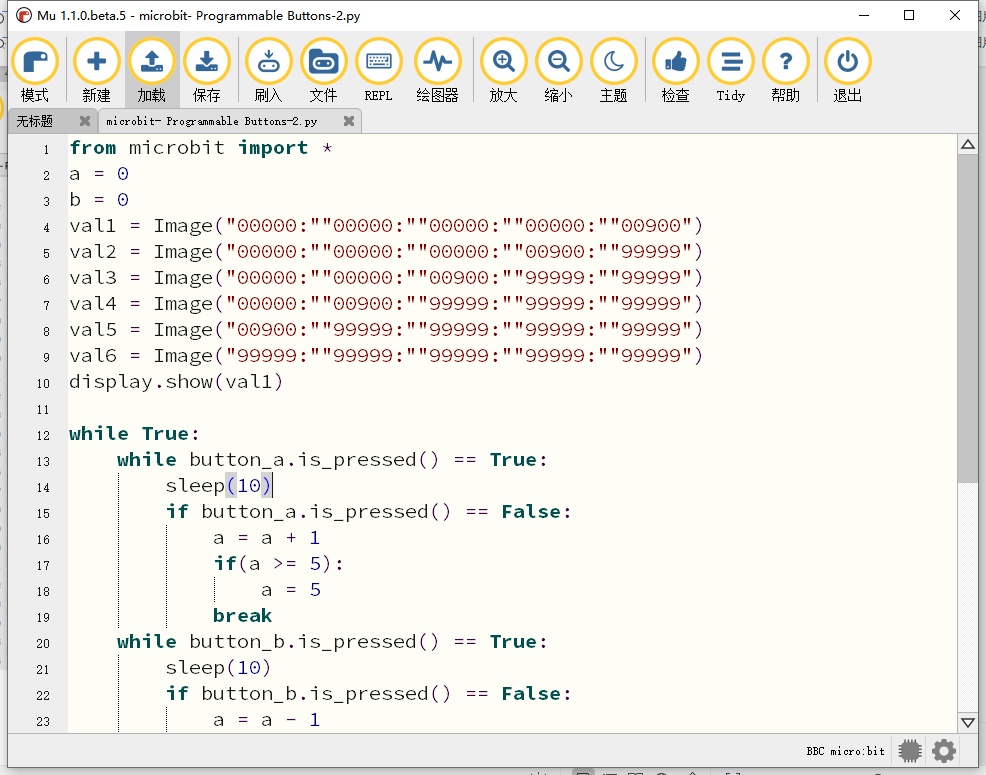 Mu 1.1.0.beta.5 - microbit- Programmable Buttons-2.py
模式 新建 加载 保存 刷入 文件 REPL 绘图器 放大 缩小 主题 检查 Tidy 帮助 退出
无标题 microbit- Programmable Buttons-2.py
1 from microbit import *
2 a = 0
3 b = 0
4 val1 = Image("00000:""00000:""00000:""00000:""00900")
5 val2 = Image("00000:""00000:""00000:""00900:""99999")
6 val3 = Image("00000:""00000:""00900:""99999:""99999")
7 val4 = Image("00000:""00900:""99999:""99999:""99999")
8 val5 = Image("00900:""99999:""99999:""99999:""99999")
9 val6 = Image("99999:""99999:""99999:""99999:""99999")
10 display.show(val1)
11
12 while True:
13     while button_a.is_pressed() == True:
14         sleep(10)
15         if button_a.is_pressed() == False:
16             a = a + 1
17             if(a >= 5):
18                 a = 5
19             break
20     while button_b.is_pressed() == True:
21         sleep(10)
22         if button_b.is_pressed() == False:
23             a = a - 1
BBC micro:bit